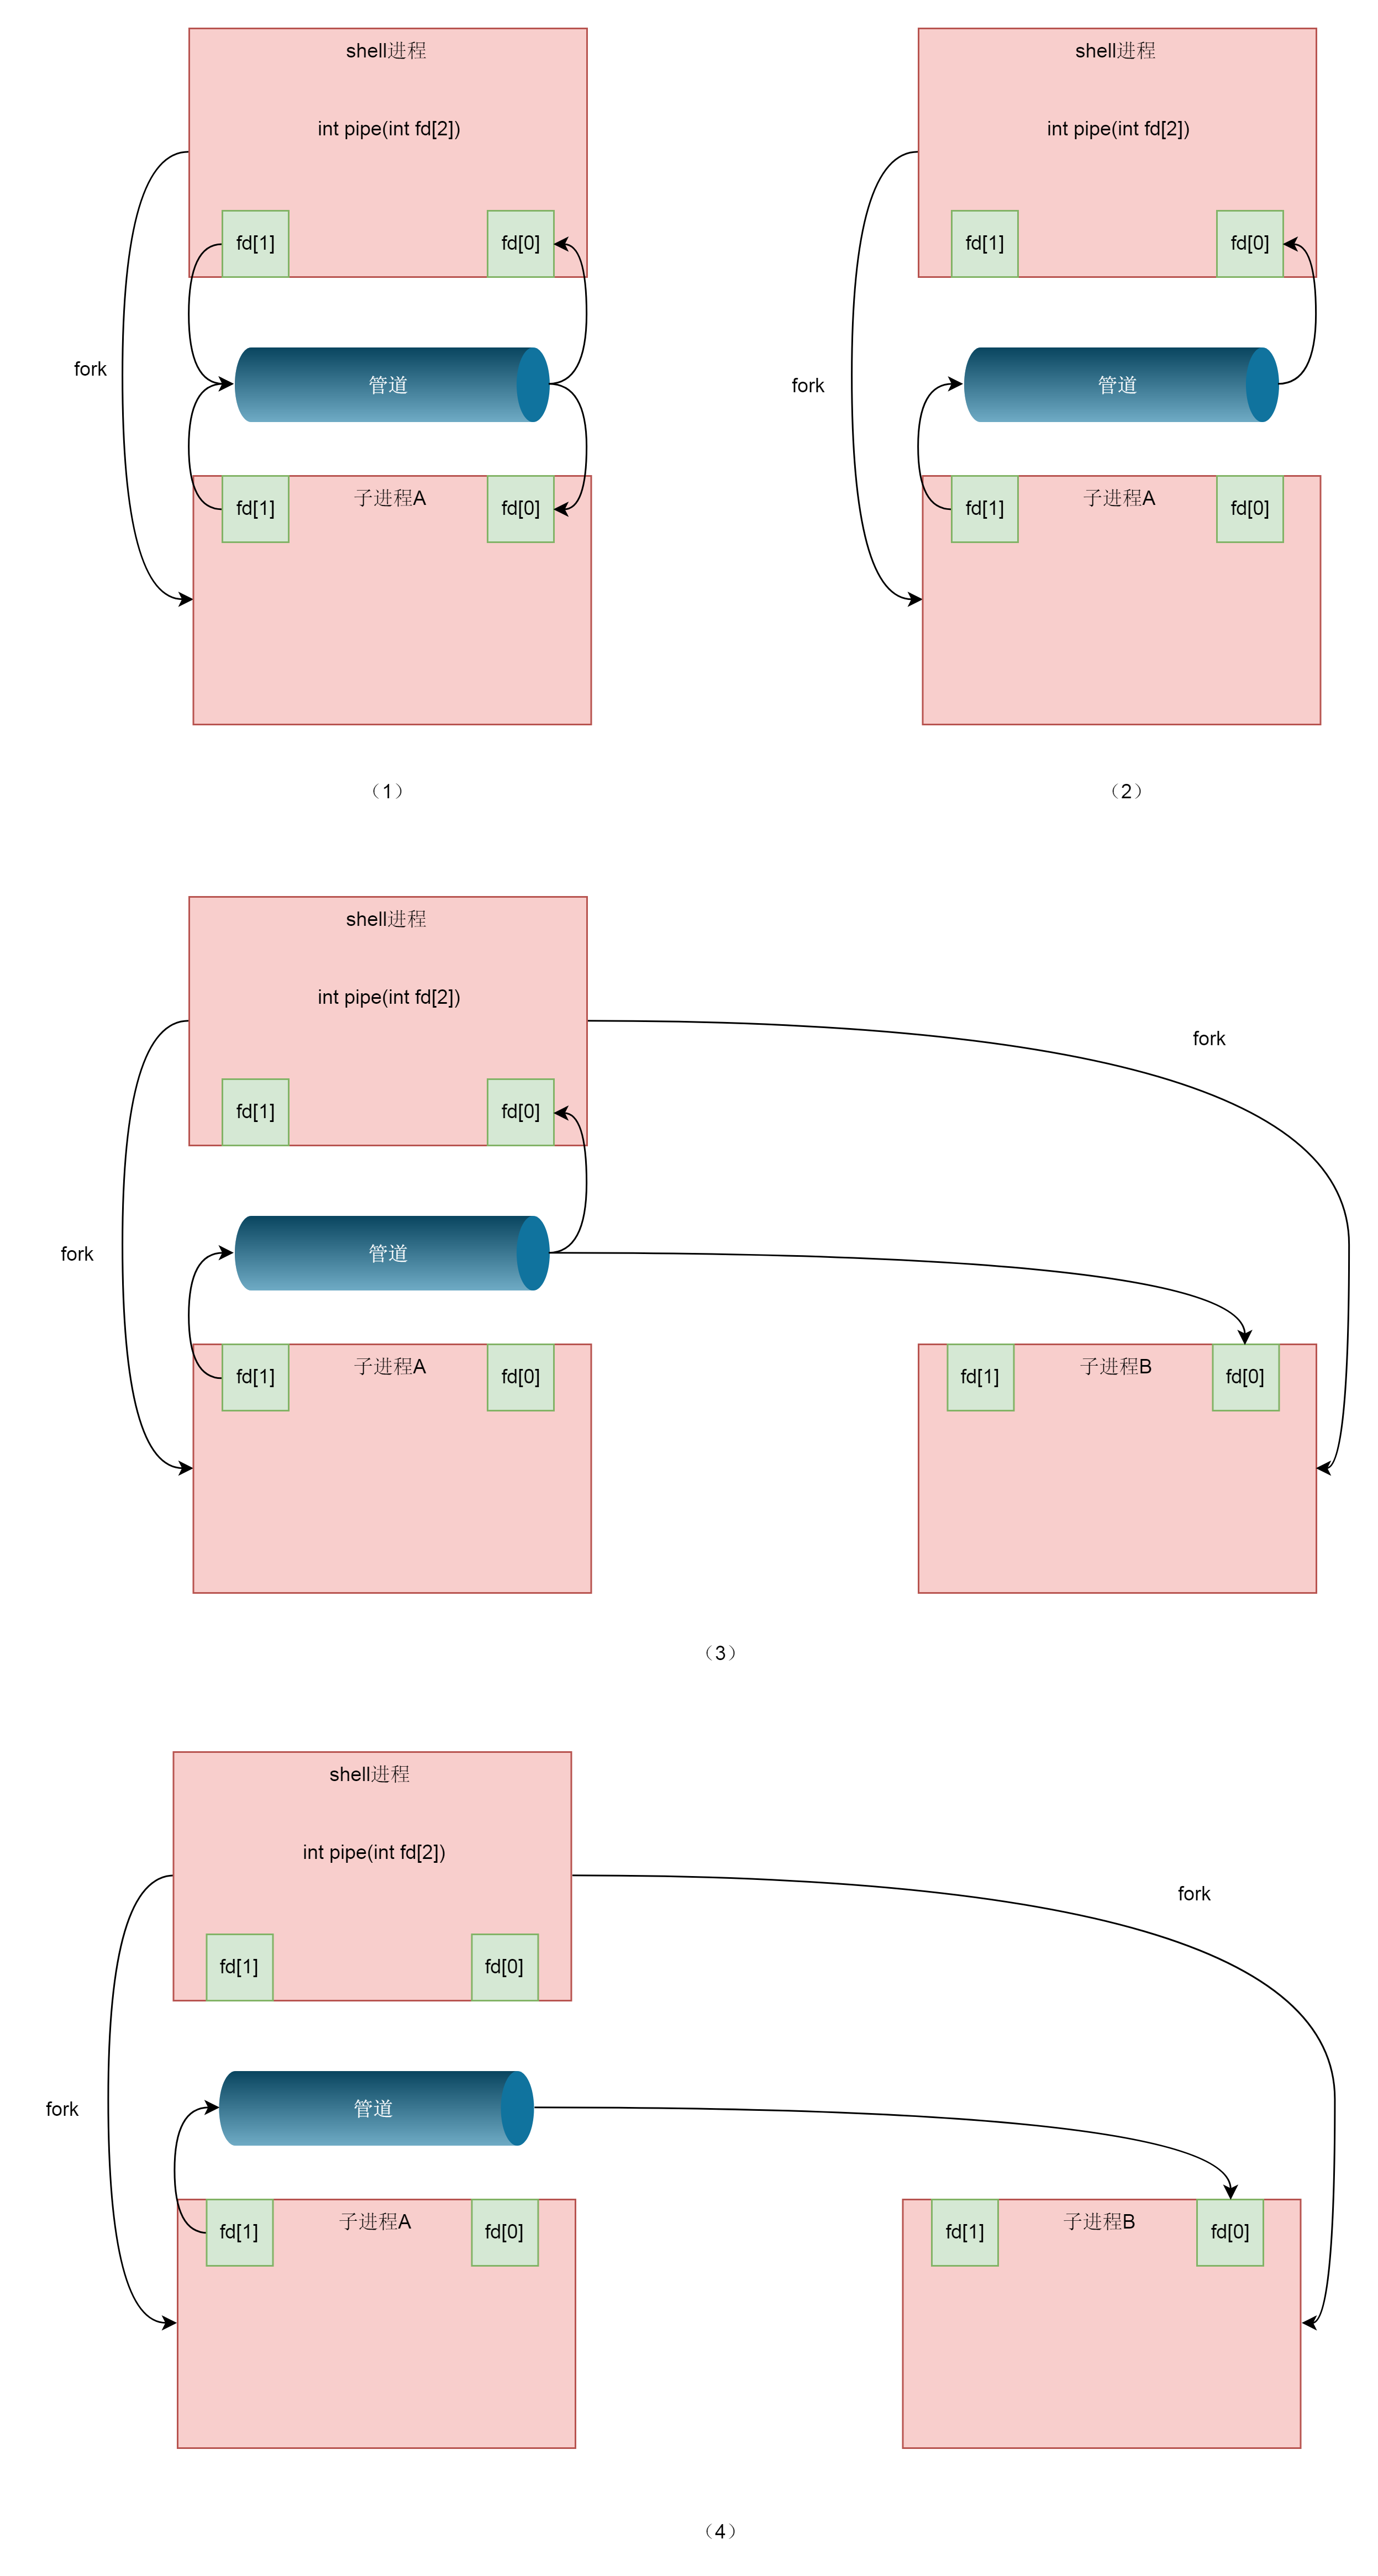 shell进程
int pipe(int fd[2])
fd[1]
fd[0]
fork
管道
fd[1]
子进程A
fd[0]
（1）
shell进程
int pipe(int fd[2])
fd[1]
fd[0]
fork
管道
fd[1]
子进程A
fd[0]
（2）
shell进程
int pipe(int fd[2])
fork
fd[1]
fd[0]
fork
管道
fd[1]
子进程A
fd[0]
fd[1]
子进程B
fd[0]
（3）
shell进程
int pipe(int fd[2])
fork
fd[1]
fd[0]
fork
管道
fd[1]
子进程A
fd[0]
fd[1]
子进程B
fd[0]
（4）